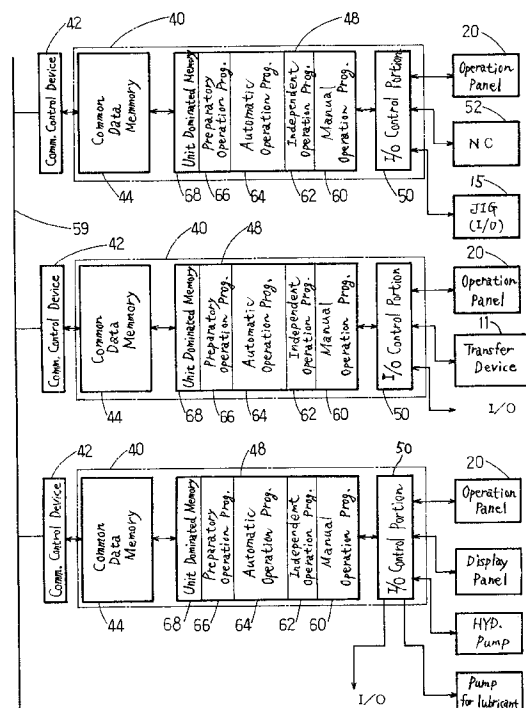 42
40
48
20
Comm. Control Device
Common
Data
Memmory
Unit Dominated Memory
Preparatory
Operation Prog.
Automatic
Operation Prog.
Independent
Operation Prog.
Manual
Operation Prog.
I/O Control Portion
Operation
Panel
52
NC
15
JIG
(I/O)
44
68
66
64
62
60
50
59
42
40
48
20
Comm. Control Device
Common
Data
Memory
Unit Dominated Memory
Preparatory
Operation Prog.
Automatic
Operation Prog.
Independent
Operation Prog.
Manual
Operation Prog.
I/O Control Portion
Operation
Panel
11
Transfer
Device
I/O
44
68
66
64
62
60
50
42
40
48
50
20
Comm. Control Device
Common
Data
Memory
Unit Dominated Memory
Preparatory
Operation Prog.
Automatic
Operation Prog.
Independemt
Operation Prog.
Manual
Operation Prog.
I/O Control Portion
Operation
Panel
Display
Panel
HYD.
Pump
Pump
for lubricant
44
68
66
64
62
60
I/O